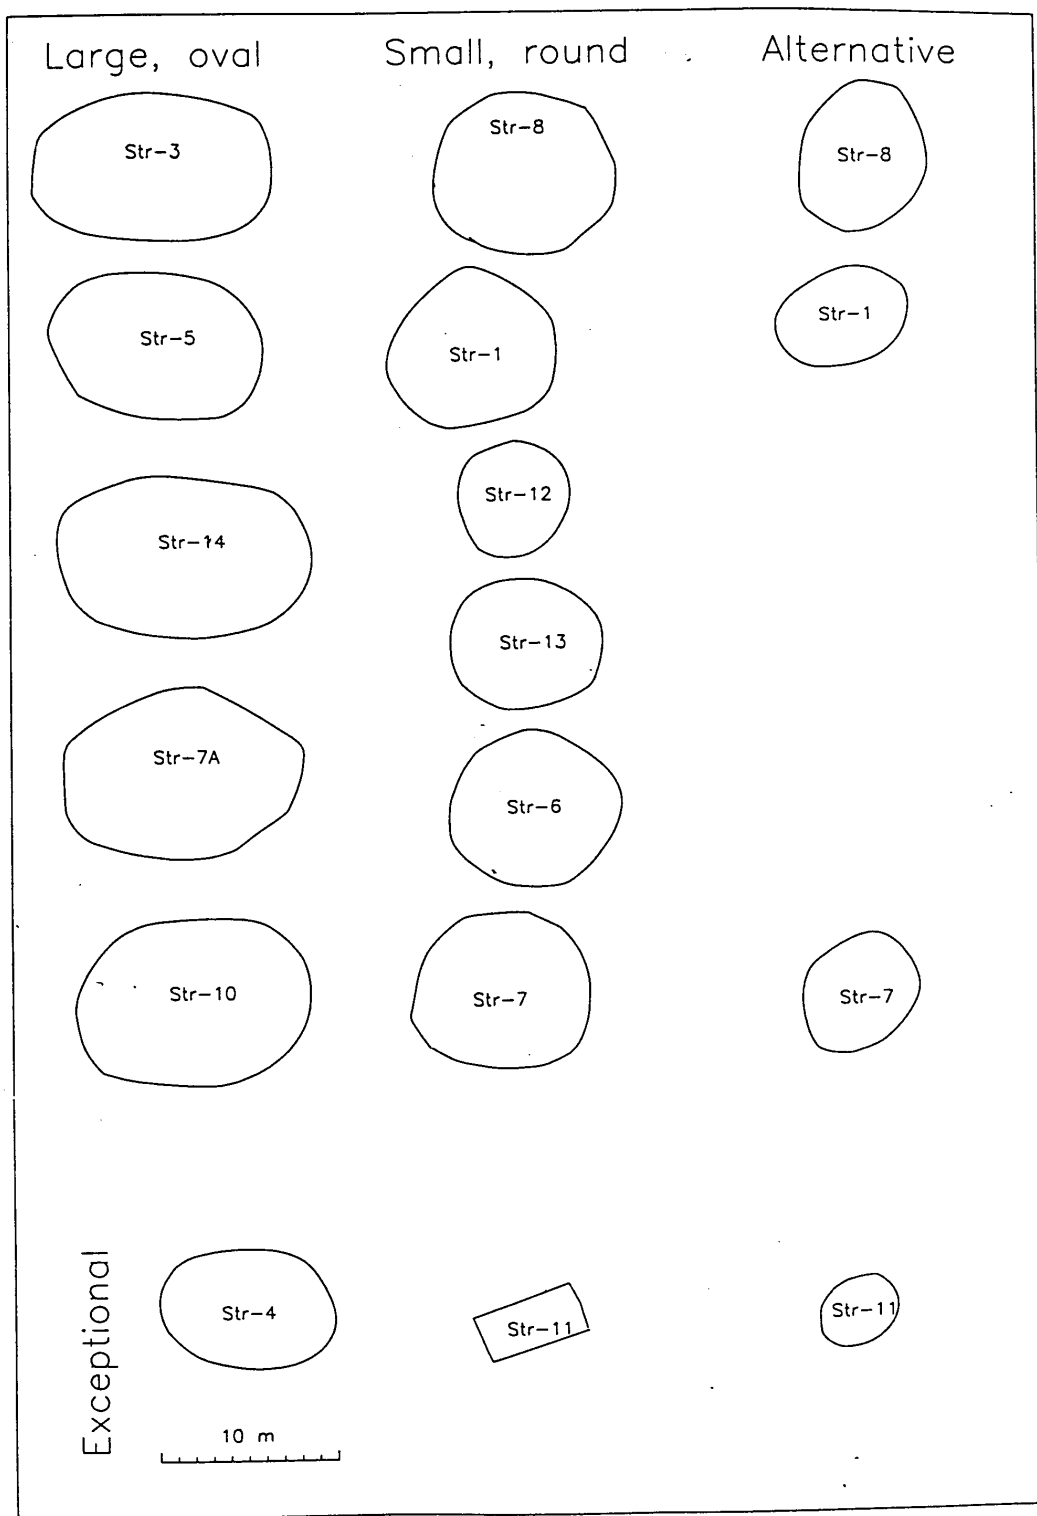 Large, oval
Small, round
Alternative
Str-3
Str-8
Str-8
Str-5
Str-1
Str-1
Str-14
Str-12
Str-13
Str-7A
Str-6
Str-10
Str-7
Str-7
Exceptional
Str-4
Str-11
Str-11
10 m